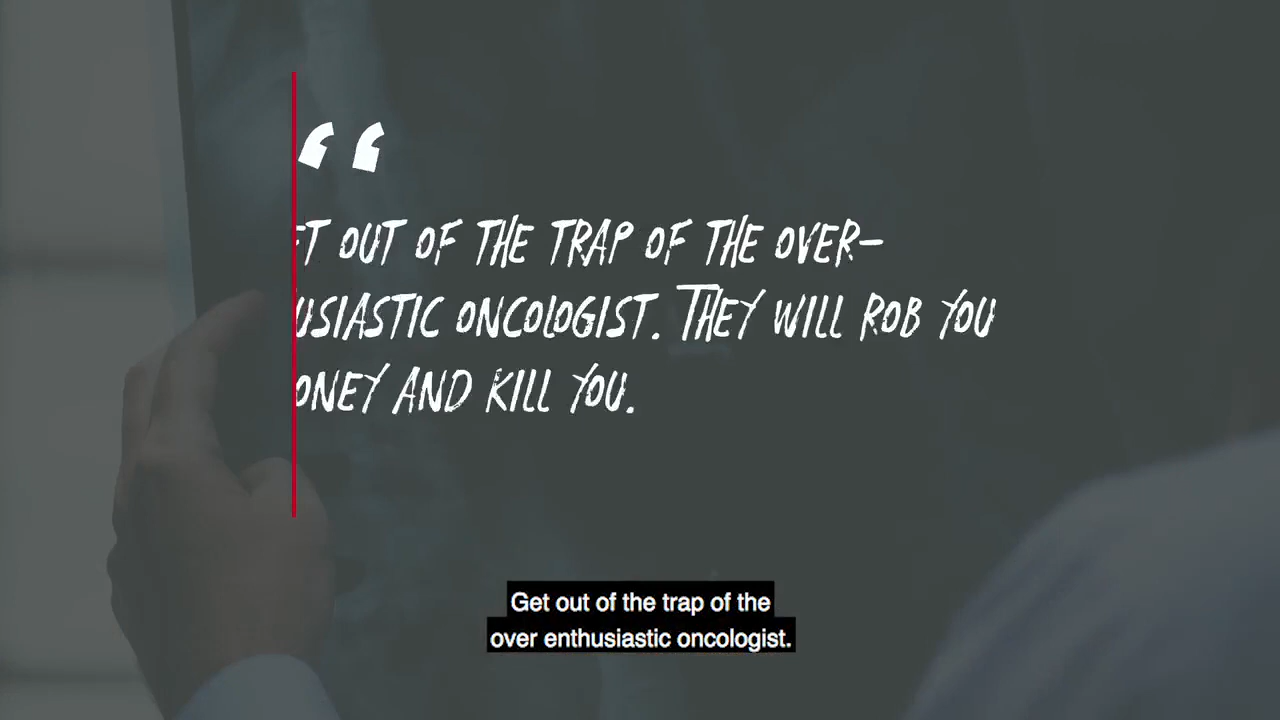 “
ET OUT OF THE TRAP OF THE OVER-
USIASTIC ONCOLOGIST. THEY WILL ROB YOU
ONEY AND KILL YOU.
Get out of the trap of the
over enthusiastic oncologist.